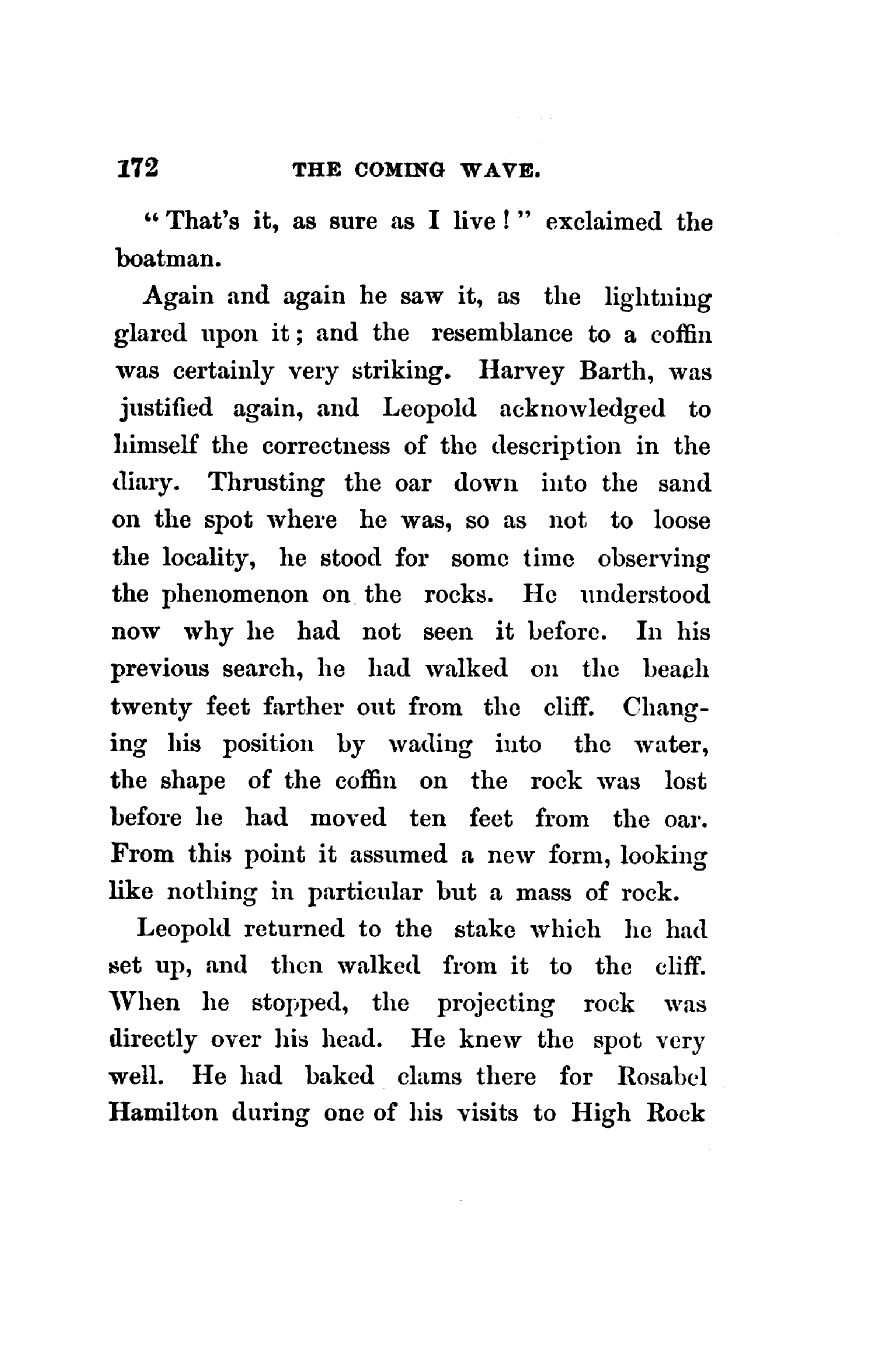 172 THE COMING WAVE.
“ That’s it, as sure as I live ! ” exclaimed the
boatman.
Again and again he saw it, as the lightning
glared upon it ; and the resemblance to a coffin
was certainly very striking. Harvey Barth, was
justified again, and Leopold acknowledged to
himself the correctness of the description in the
diary. Thrusting the oar down into the sand
on the spot where he was, so as not to loose
the locality, he stood for some time observing
the phenomenon on the rocks. He understood
now why he had not seen it before. In his
previous search, he had walked on the beach
twenty feet farther out from the cliff. Chang-
ing his position by wading into the water,
the shape of the coffin on the rock was lost
before he had moved ten feet from the oar.
From this point it assumed a new form, looking
like nothing in particular but a mass of rock.
Leopold returned to the stake which he had
set up, and then walked from it to the cliff.
When he stopped, the projecting rock was
directly over his head. He knew the spot very
well. He had baked clams there for Rosabel
Hamilton during one of his visits to High Rock